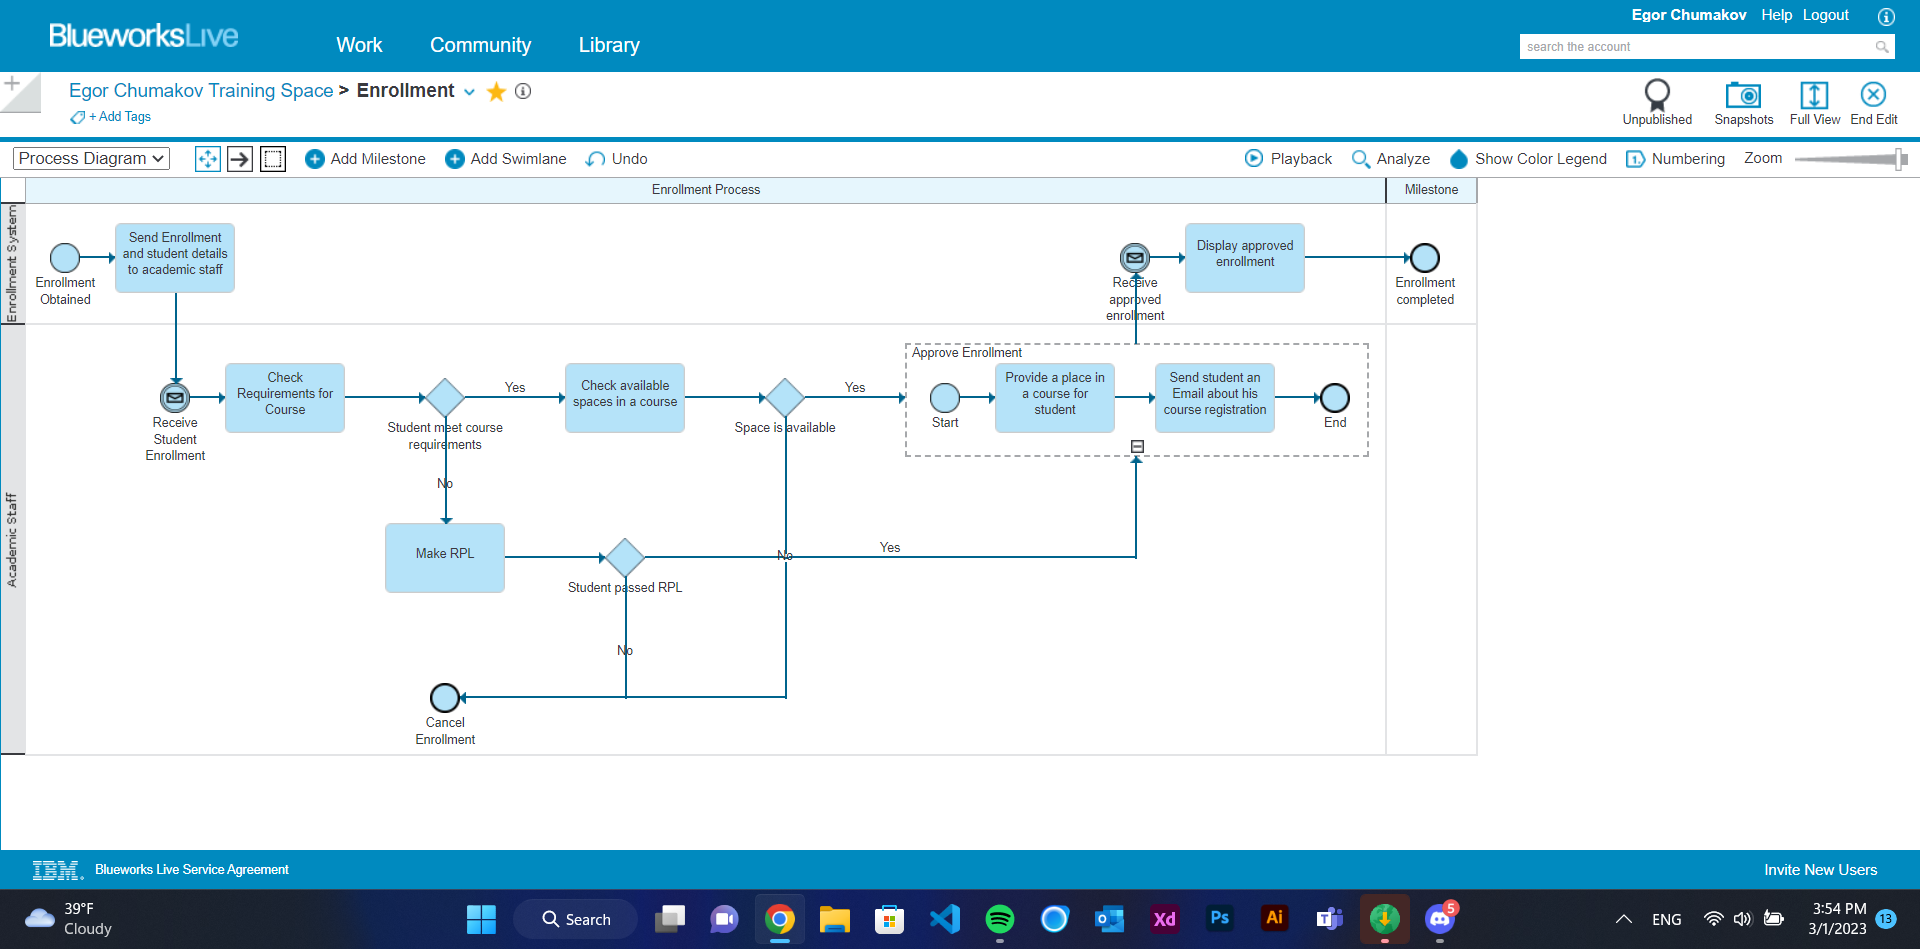 BlueworksLive
Work
Community
Library
Egor Chumakov
Help
Logout
search the account
Egor Chumakov Training Space > Enrollment
+ Add Tags
Unpublished
Snapshots
Full View
End Edit
Process Diagram
Add Milestone
Add Swimlane
Undo
Playback
Analyze
Show Color Legend
1.
Numbering
Zoom
Enrollment Process
Milestone
Enrollment System
Enrollment
Obtained
Send Enrollment
and student details
to academic staff
Receive
approved
enrollment
Display approved
enrollment
Enrollment
completed
Academic Staff
Receive
Student
Enrollment
Check
Requirements for
Course
Student meet course
requirements
Yes
No
Check available
spaces in a course
Space is available
Yes
No
Approve Enrollment
Start
Provide a place in
a course for
student
Send student an
Email about his
course registration
End
Make RPL
Student passed RPL
Yes
No
Cancel
Enrollment
IBM.
Blueworks Live Service Agreement
Invite New Users
39°F
Cloudy
Search
Xd
Ps
Ai
5
ENG
3:54 PM
3/1/2023
13